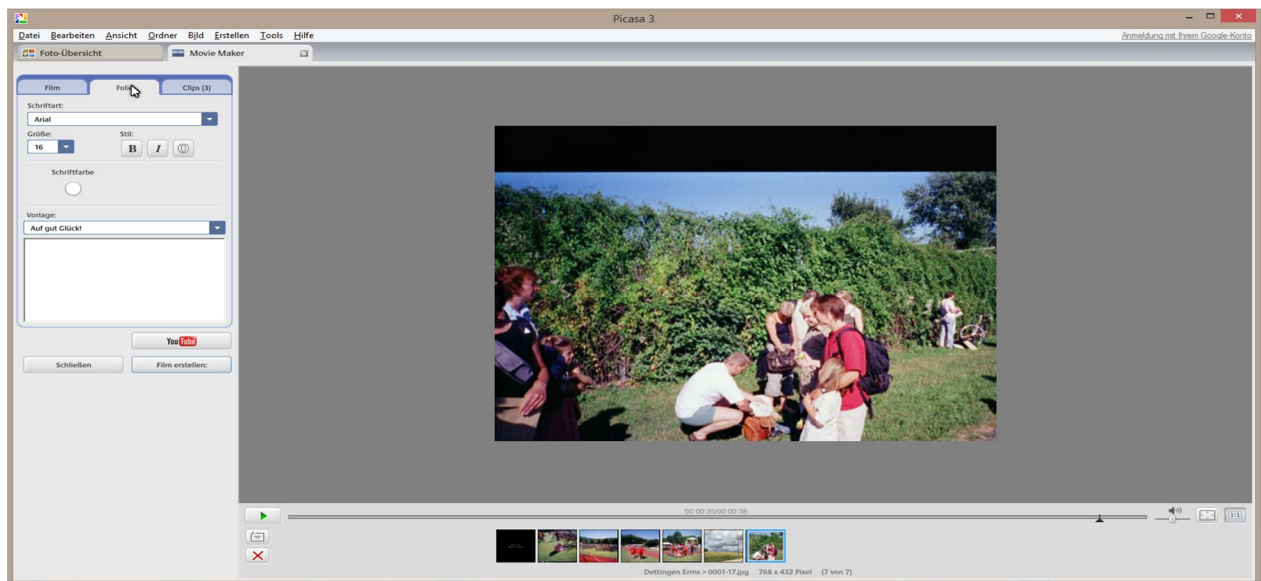 Picasa 3
Datei Bearbeiten Ansicht Ordner Bild Erstellen Tools Hilfe
Anmeldung mit Ihrem Google-Konto
Foto-Übersicht Movie Maker
Film Clips (3)
Schriftart:
Arial
Größe: Stil:
16 B I
Schriftfarbe
Vorlage:
Auf gut Glück!
YouTube
Schließen Film erstellen:
00 00 35/00 00 38
1:1
Dettingen Erms > 0001-17.jpg 768 x 432 Pixel (7 von 7)